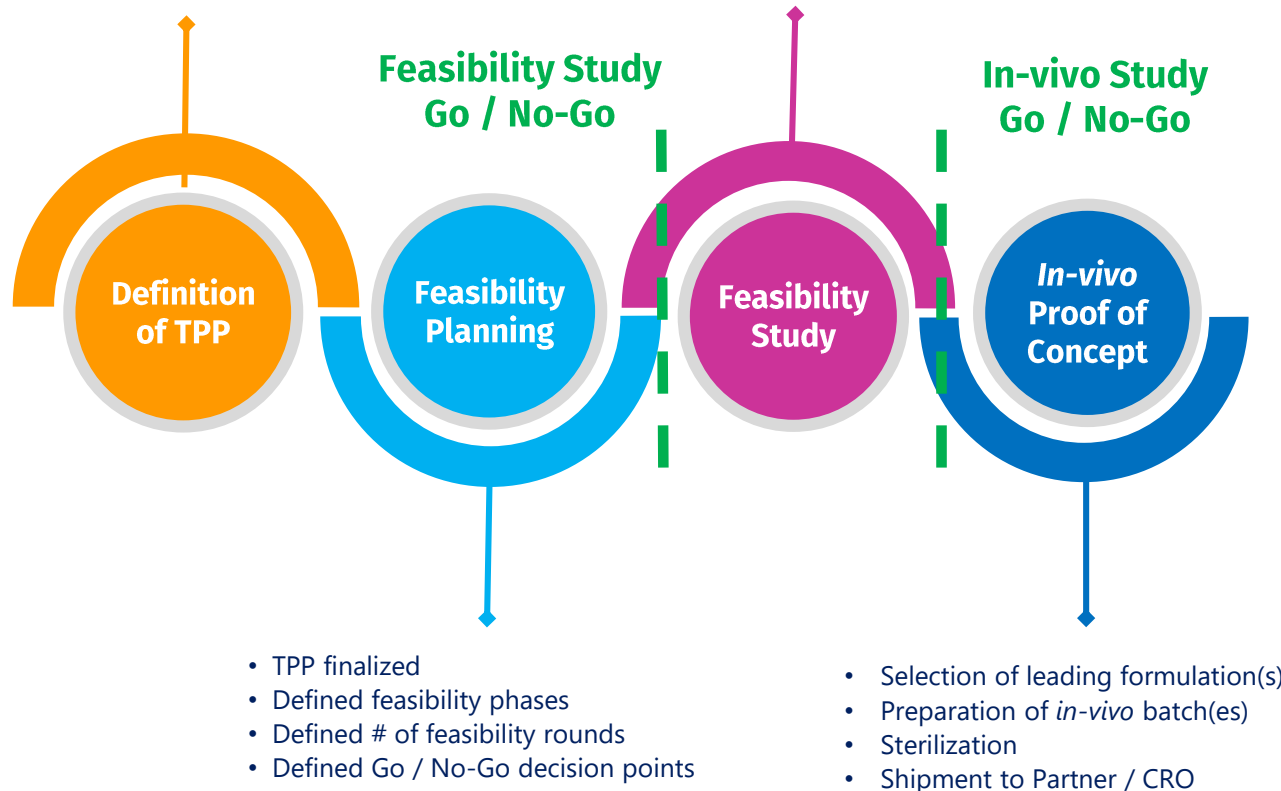 Feasibility Study
Go / No-Go
In-vivo Study
Go / No-Go
Definition
of TPP
Feasibility
Planning
Feasibility
Study
In-vivo
Proof of
Concept
• TPP finalized
• Defined feasibility phases
• Defined # of feasibility rounds
• Defined Go / No-Go decision points
• Selection of leading formulation(s)
• Preparation of in-vivo batch(es)
• Sterilization
• Shipment to Partner / CRO